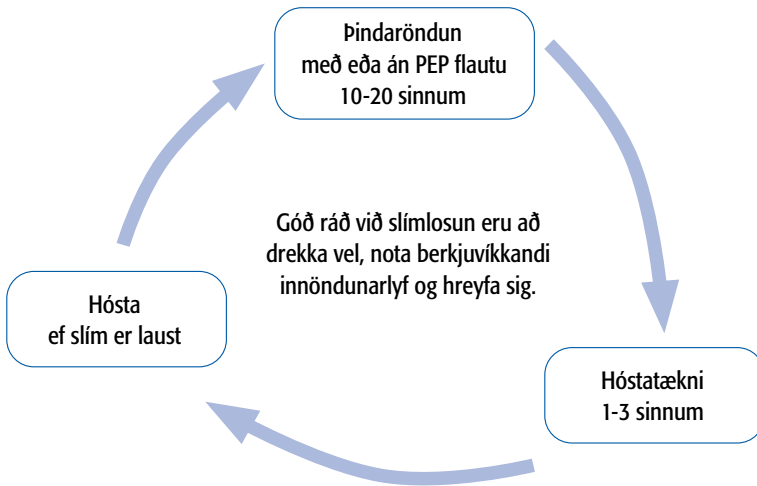 Þindaröndun
með eða án PEP flautu
10-20 sinnum
Góð ráð við slímlosun eru að
drekka vel, nota berkjuvíkkandi
innöndunarlyf og hreyfa sig.
Hósta
ef slím er laust
Hóstatækni
1-3 sinnum